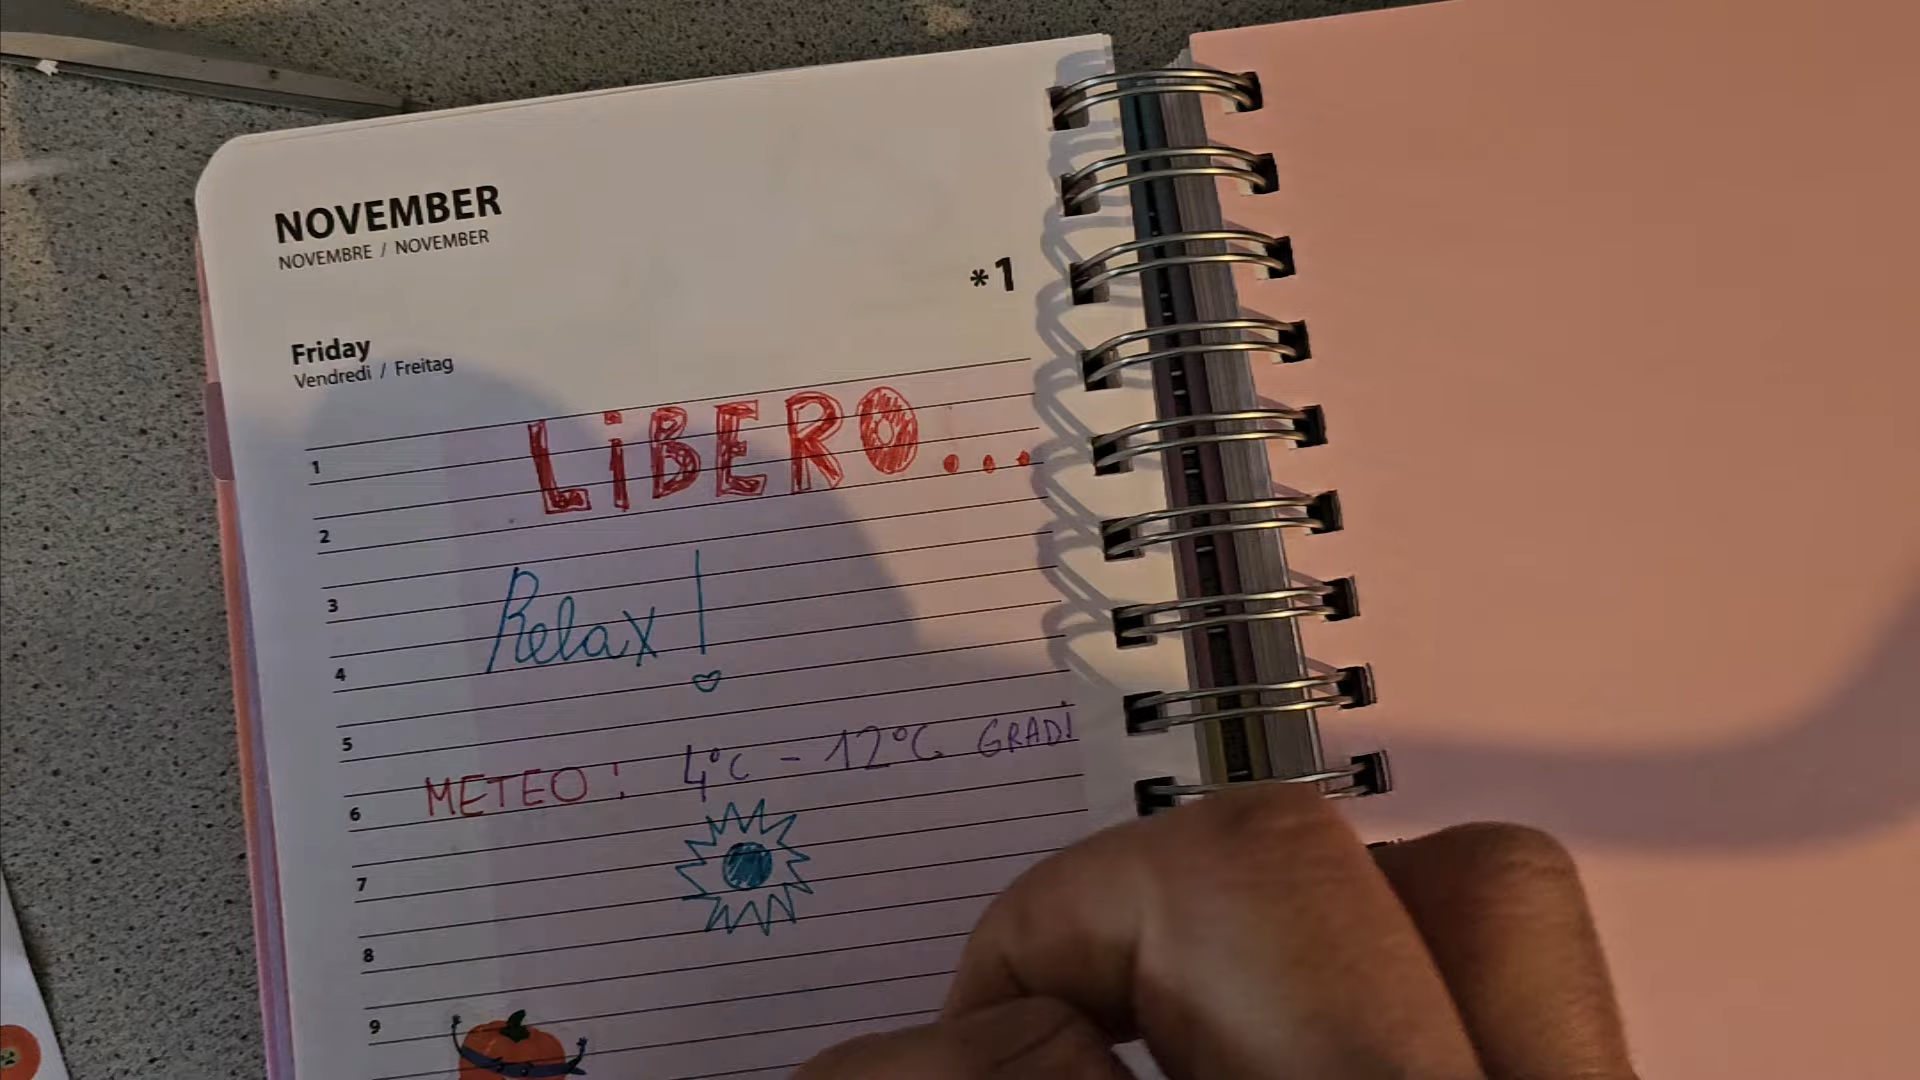 NOVEMBER
NOVEMBRE / NOVEMBER
*1
Friday
Vendredi / Freitag
LiBERO...
1
2
Relax!
3
4
5
METEO: 4°C - 12°C GRADI
6
7
8
9